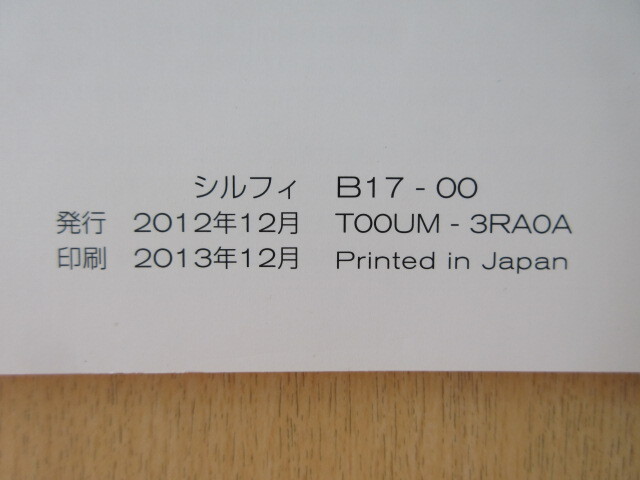 シルフィ B17 - 00
発行 2012年12月 T00UM - 3RA0A
印刷 2013年12月 Printed in Japan